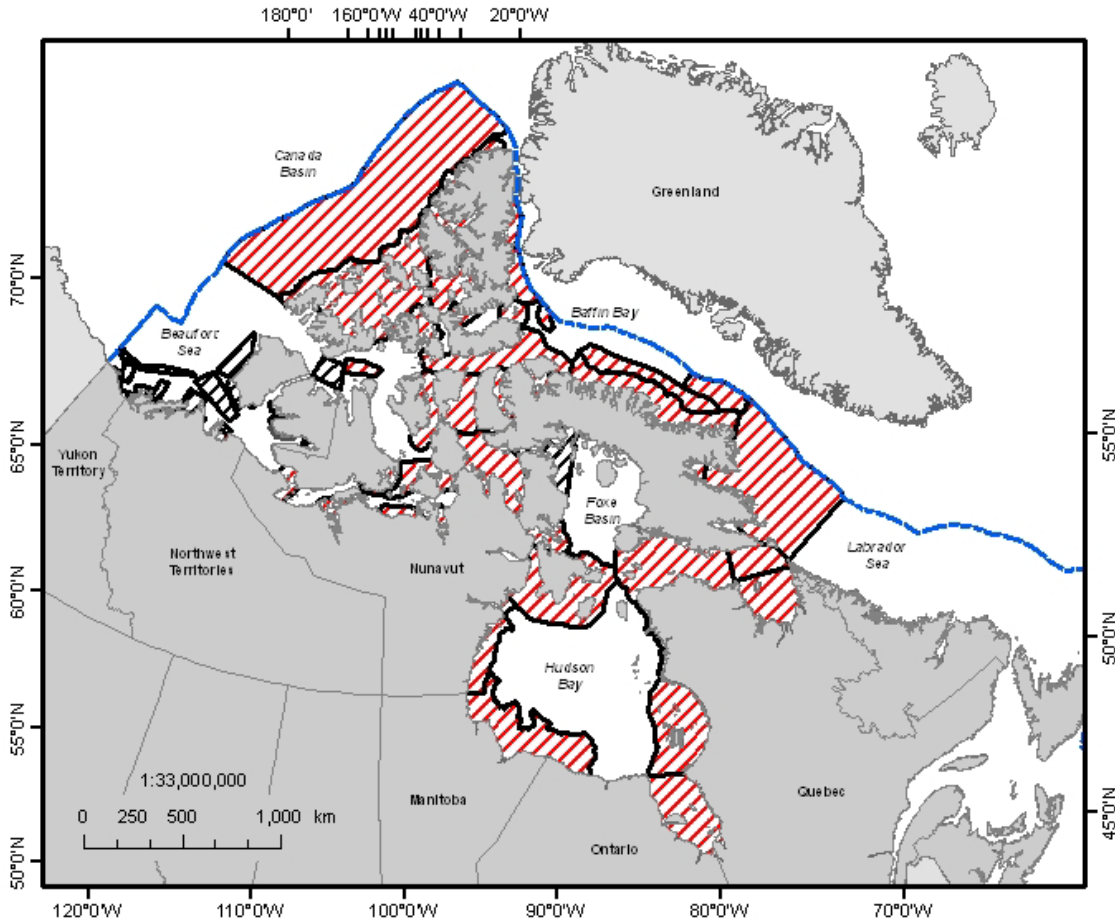 180°0' 160°0'W 40°0'W 20°0'W
Canada
Basin
Greenland
70°0'N
Baffin Bay
Beaufort
Sea
65°0'N
55°0'N
Yukon
Territory
Foxe
Basin
Labrador
Sea
Northwest
Territories
Nunavut
60°0'N
50°0'N
Hudson
Bay
55°0'N
1:33,000,000
0 250 500 1,000 km
Manitoba
Quebec
45°0'N
Ontario
50°0'N
120°0'W 110°0'W 100°0'W 90°0'W 80°0'W 70°0'W